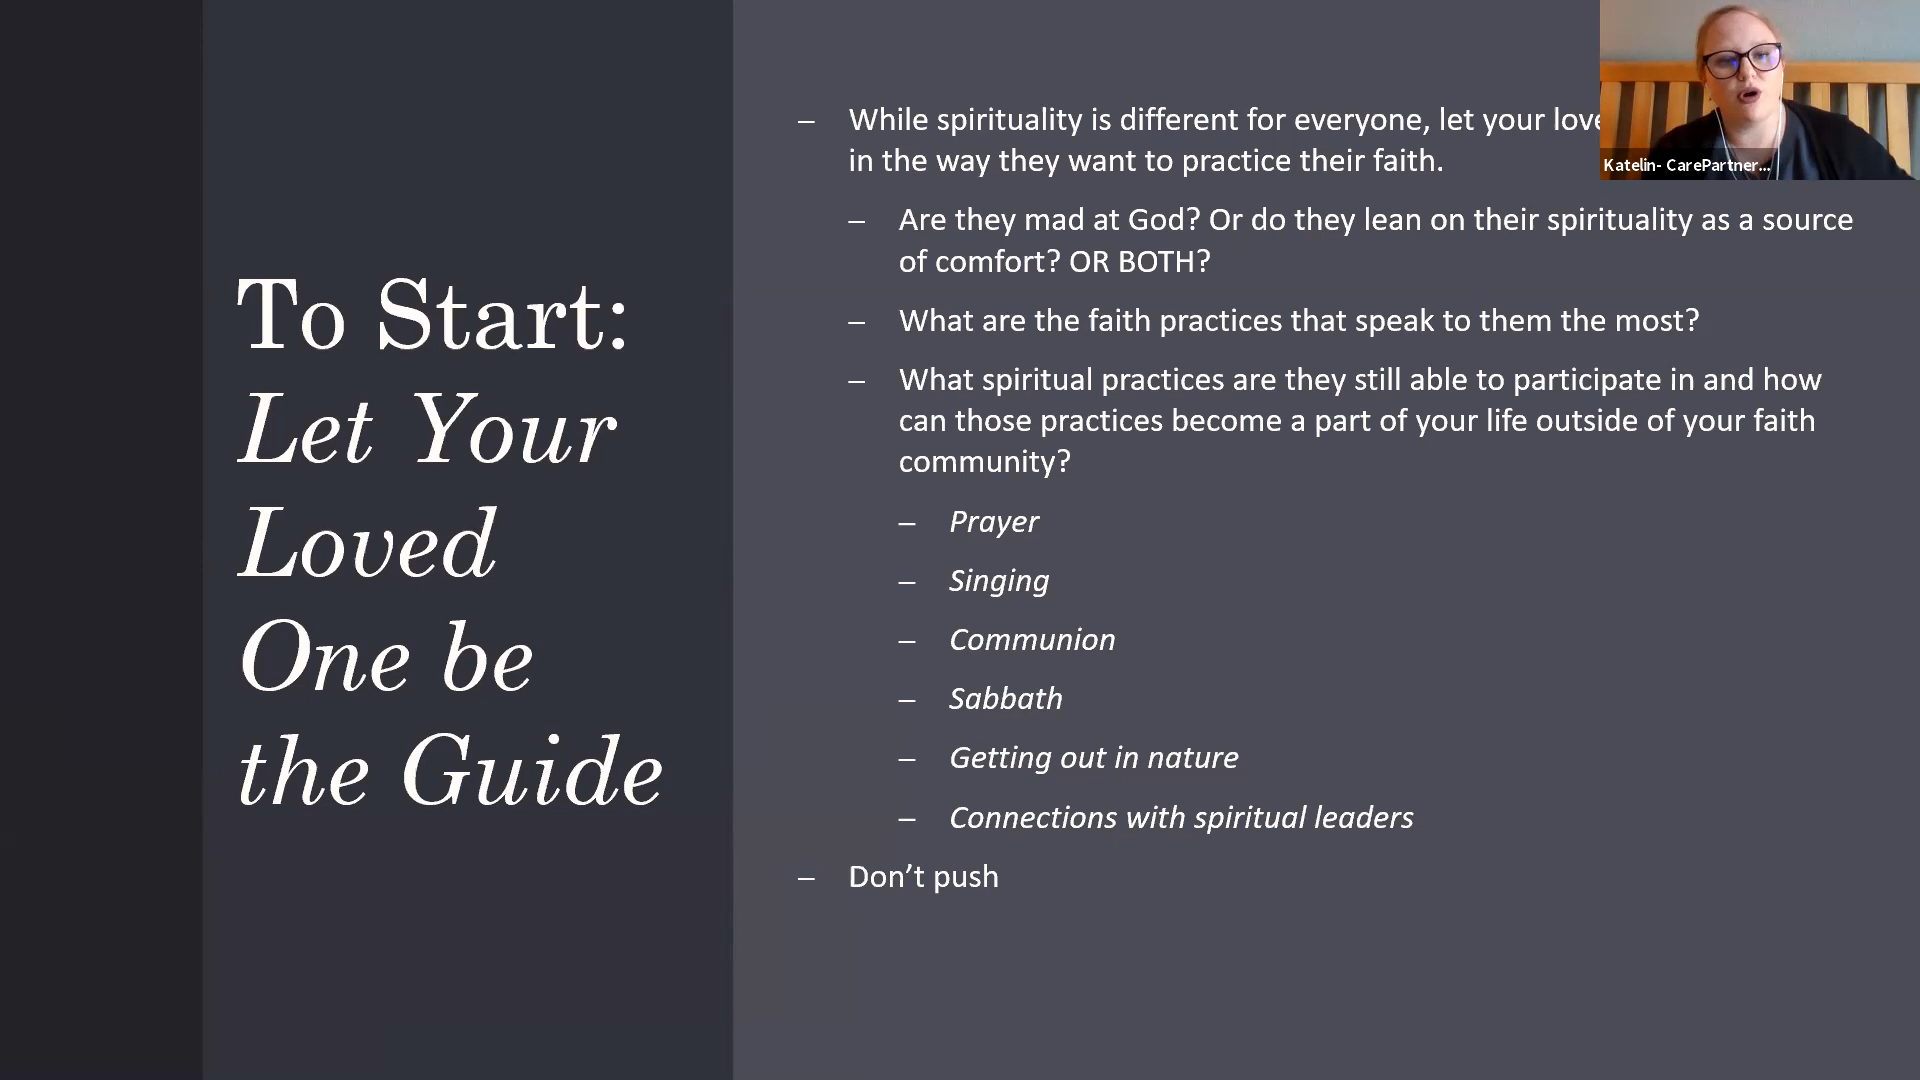 To Start:
Let Your
Loved
One be
the Guide
– While spirituality is different for everyone, let your
in the way they want to practice their faith.
– Are they mad at God? Or do they lean on their spirituality as a source
of comfort? OR BOTH?
– What are the faith practices that speak to them the most?
– What spiritual practices are they still able to participate in and how
can those practices become a part of your life outside of your faith
community?
– Prayer
– Singing
– Communion
– Sabbath
– Getting out in nature
– Connections with spiritual leaders
– Don’t push
Katelin- CarePartner...